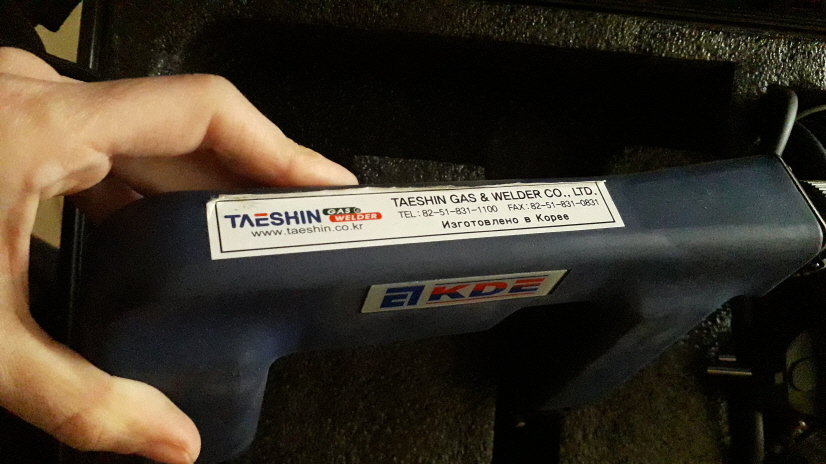 TAESHIN GAS & WELDER
www.taeshin.co.kr
TAESHIN GAS & WELDER CO., LTD.
TEL:82-51-831-1100 FAX:82-51-831-0831
Изготовлено в Корее
KDE